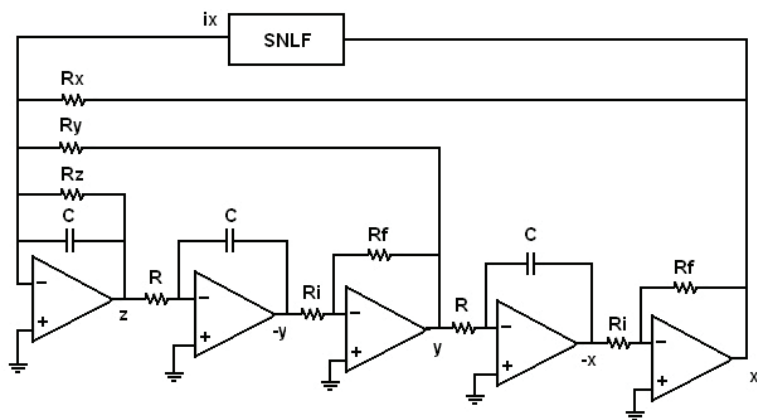 ix
SNLF
Rx
Ry
Rz
C
C
Rf
C
Rf
R
Ri
R
Ri
-
+
z
-
+
-y
-
+
y
-
+
-x
-
+
x